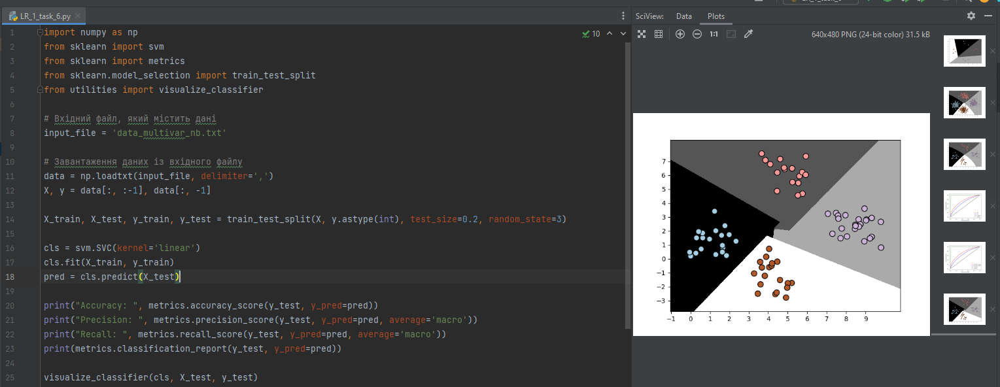 LR_1_task_6.py
10
1 import numpy as np
2 from sklearn import svm
3 from sklearn import metrics
4 from sklearn.model_selection import train_test_split
5 from utilities import visualize_classifier
6
7 # Вхідний файл, який містить дані
8 input_file = 'data_multivar_nb.txt'
9
10 # Завантаження даних із вхідного файлу
11 data = np.loadtxt(input_file, delimiter=',')
12 X, y = data[:, :-1], data[:, -1]
13
14 X_train, X_test, y_train, y_test = train_test_split(X, y.astype(int), test_size=0.2, random_state=3)
15
16 cls = svm.SVC(kernel='linear')
17 cls.fit(X_train, y_train)
18 pred = cls.predict(X_test)
19
20 print("Accuracy: ", metrics.accuracy_score(y_test, y_pred=pred))
21 print("Precision: ", metrics.precision_score(y_test, y_pred=pred, average='macro'))
22 print("Recall: ", metrics.recall_score(y_test, y_pred=pred, average='macro'))
23 print(metrics.classification_report(y_test, y_pred=pred))
24
25 visualize_classifier(cls, X_test, y_test)
SciView: Data Plots
1:1 640x480 PNG (24-bit color) 31.5 kB
7
6
5
4
3
2
1
0
−1
−2
−3
−1 0 1 2 3 4 5 6 7 8 9